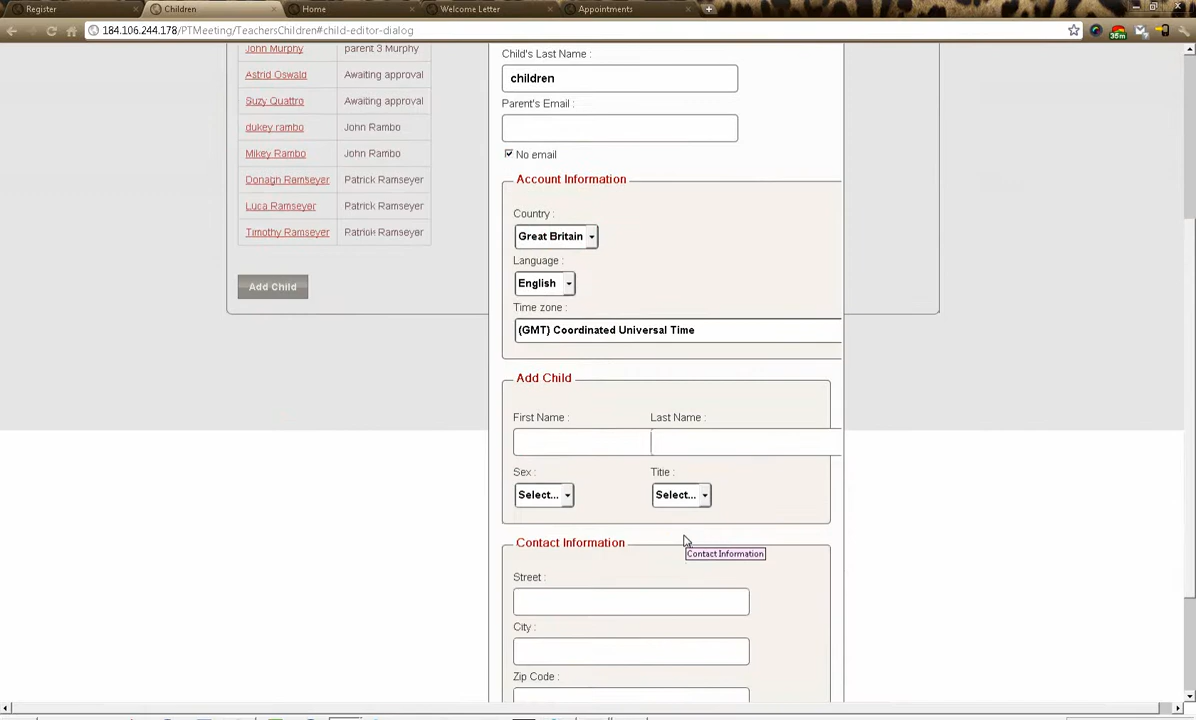 Register
Children
Home
Welcome Letter
Appointments
184.106.244.178/PTMeeting/TeachersChildren#child-editor-dialog
35m
John Murphy parent 3 Murphy
Astrid Oswald Awaiting approval
Suzy Quattro Awaiting approval
dukey rambo John Rambo
Mikey Rambo John Rambo
Donagn Ramseyer Patrick Ramseyer
Luca Ramseyer Patrick Ramseyer
Timothy Ramseyer Patrick Ramseyer
Add Child
Child's Last Name :
children
Parent's Email :
No email
Account Information
Country :
Great Britain
Language :
English
Time zone :
(GMT) Coordinated Universal Time
Add Child
First Name : Last Name :
Sex : Title :
Select... Select...
Contact Information
Contact Information
Street :
City :
Zip Code :